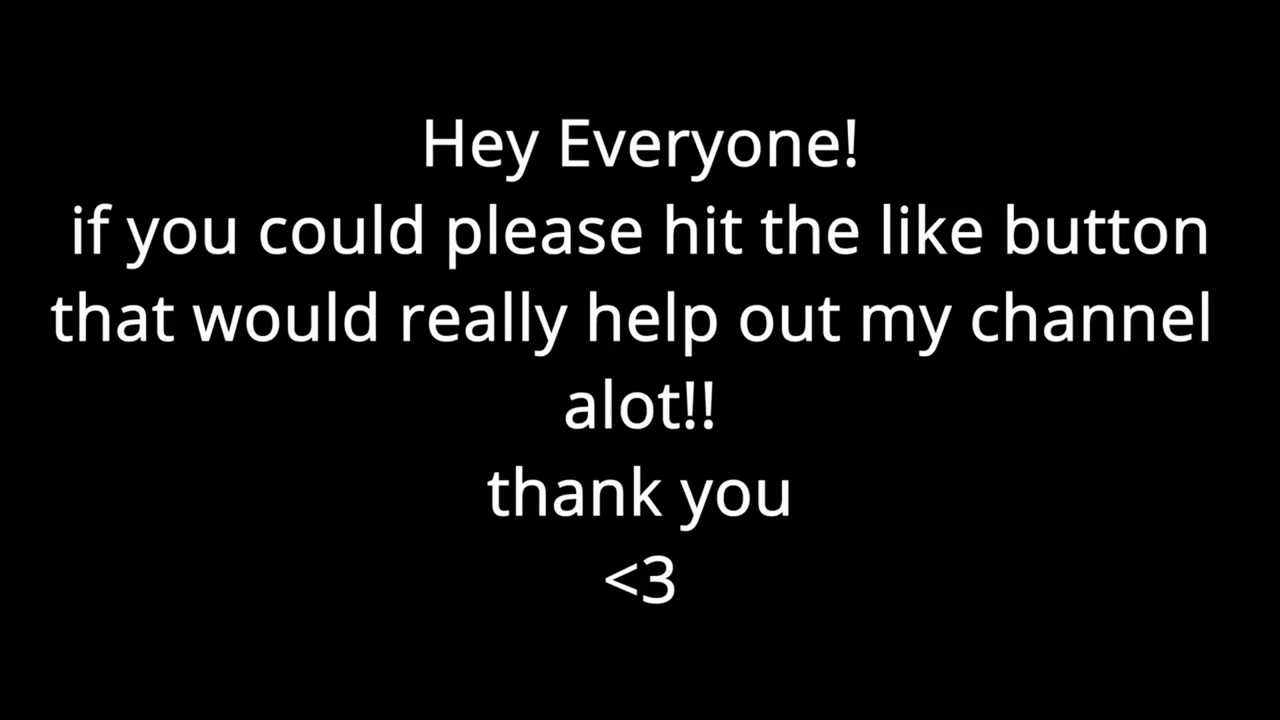 Hey Everyone!
if you could please hit the like button
that would really help out my channel
alot!!
thank you
<3